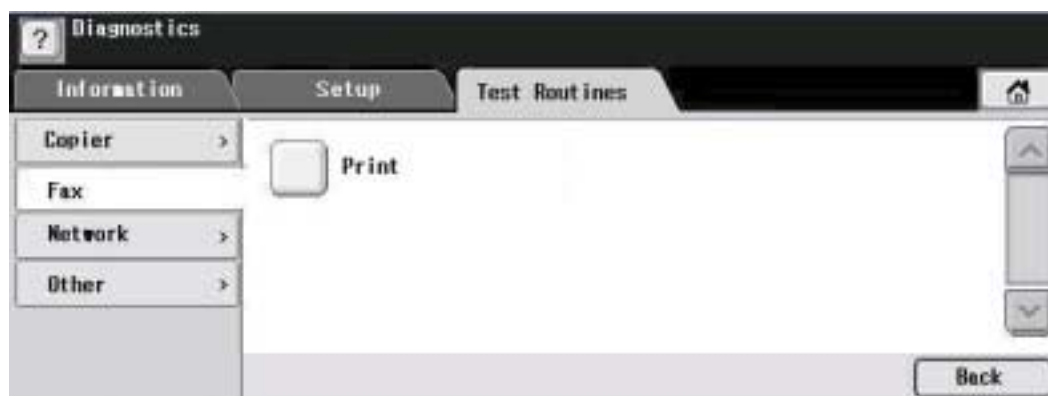 ? Diagnostics
Information Setup Test Routines
Copier >
Print
Fax
Network >
Other >
Back